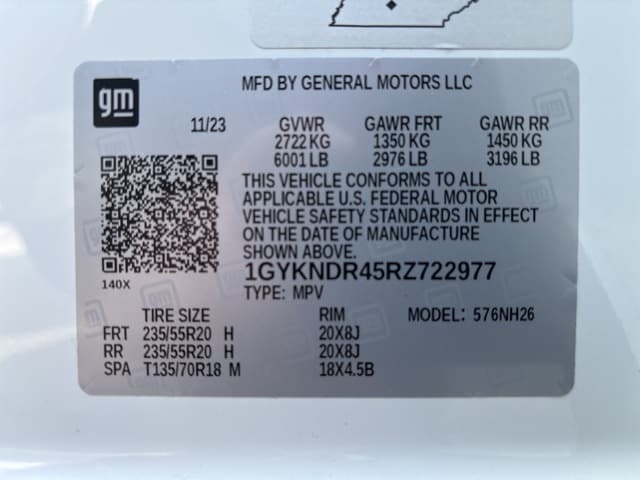 gm
MFD BY GENERAL MOTORS LLC
11/23 GVWR GAWR FRT GAWR RR
2722 KG 1350 KG 1450 KG
6001 LB 2976 LB 3196 LB
THIS VEHICLE CONFORMS TO ALL
APPLICABLE U.S. FEDERAL MOTOR
VEHICLE SAFETY STANDARDS IN EFFECT
ON THE DATE OF MANUFACTURE
SHOWN ABOVE.
1GYKNDR45RZ722977
140X
TYPE: MPV
TIRE SIZE RIM MODEL: 576NH26
FRT 235/55R20 H 20X8J
RR 235/55R20 H 20X8J
SPA T135/70R18 M 18X4.5B